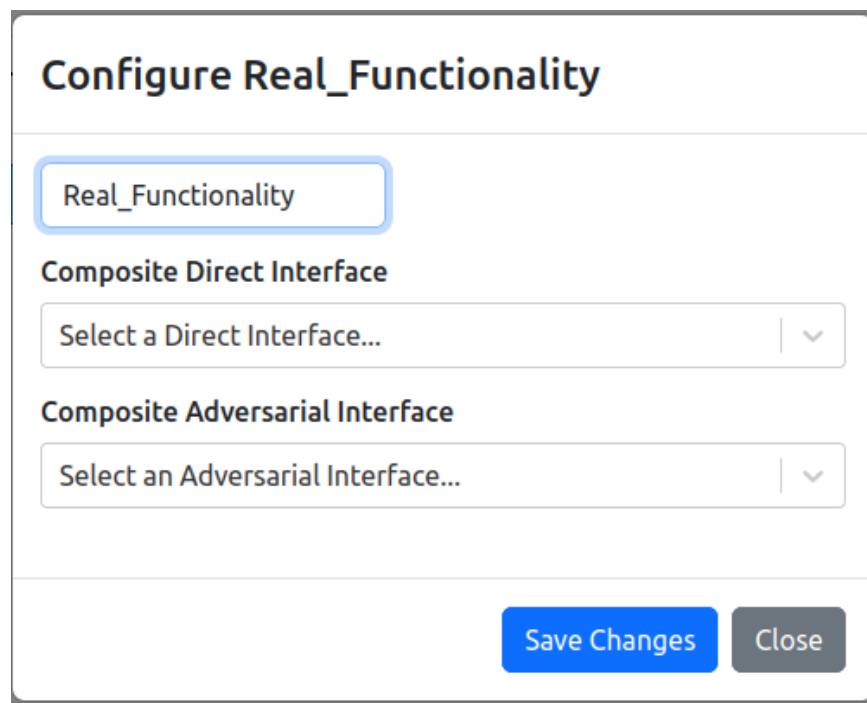 Configure Real_Functionality
Real_Functionality
Composite Direct Interface
Select a Direct Interface...
Composite Adversarial Interface
Select an Adversarial Interface...
Save Changes
Close